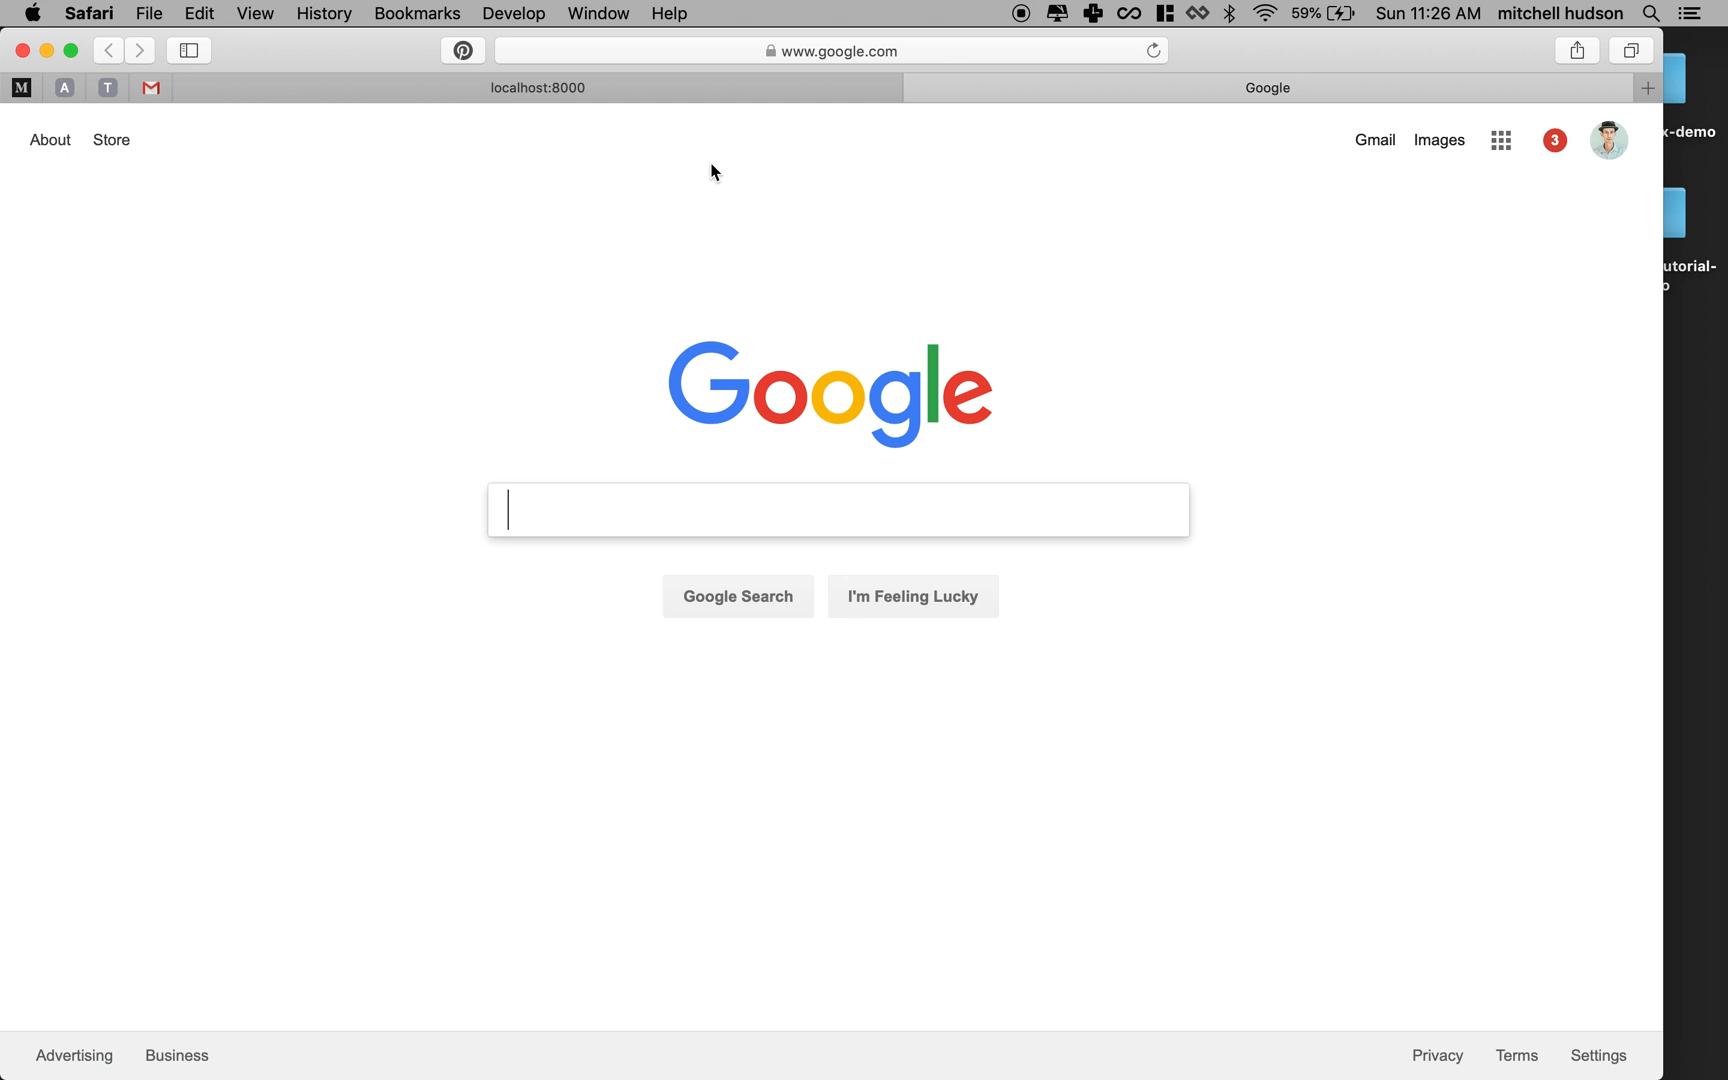 Safari File Edit View History Bookmarks Develop Window Help 59% Sun 11:26 AM mitchell hudson
www.google.com
M A T localhost:8000 Google
About Store Gmail Images 3
x-demo
utorial-
o
Google
Google Search I'm Feeling Lucky
Advertising Business Privacy Terms Settings